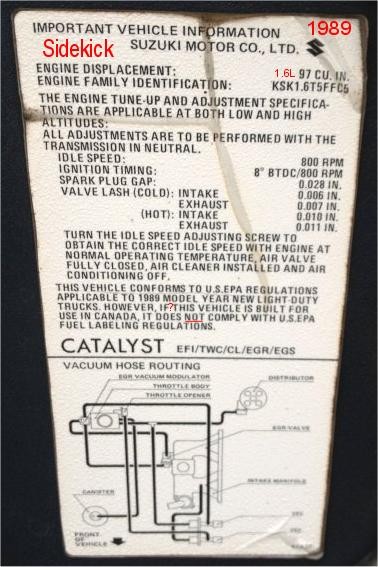 IMPORTANT VEHICLE INFORMATION 1989
Sidekick SUZUKI MOTOR CO., LTD.
ENGINE DISPLACEMENT: 1.6L 97 CU. IN.
ENGINE FAMILY IDENTIFICATION: KSK1.6T5FFC5
THE ENGINE TUNE-UP AND ADJUSTMENT SPECIFICA-
TIONS ARE APPLICABLE AT BOTH LOW AND HIGH
ALTITUDES:
ALL ADJUSTMENTS ARE TO BE PERFORMED WITH THE
TRANSMISSION IN NEUTRAL.
IDLE SPEED: 800 RPM
IGNITION TIMING: 8° BTDC/800 RPM
SPARK PLUG GAP: 0.028 IN.
VALVE LASH (COLD): INTAKE 0.006 IN.
EXHAUST 0.007 IN.
(HOT): INTAKE 0.010 IN.
EXHAUST 0.011 IN.
TURN THE IDLE SPEED ADJUSTING SCREW TO
OBTAIN THE CORRECT IDLE SPEED WITH ENGINE AT
NORMAL OPERATING TEMPERATURE, AIR VALVE
FULLY CLOSED, AIR CLEANER INSTALLED AND AIR
CONDITIONING OFF.
THIS VEHICLE CONFORMS TO U.S.EPA REGULATIONS
APPLICABLE TO 1989 MODEL YEAR NEW LIGHT-DUTY
TRUCKS. HOWEVER, IF?THIS VEHICLE IS BUILT FOR
USE IN CANADA, IT DOES NOT COMPLY WITH U.S.EPA
FUEL LABELING REGULATIONS.
CATALYST EFI/TWC/CL/EGR/EGS
VACUUM HOSE ROUTING
EGR VACUUM MODULATOR DISTRIBUTOR
THROTTLE BODY
THROTTLE OPENER
EGR VALVE
INTAKE MANIFOLD
CANISTER
FRONT
OF
VEHICLE